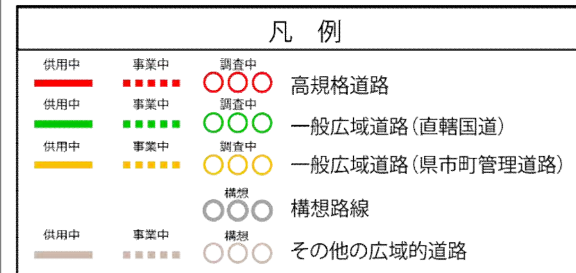 凡 例
供用中 事業中 調査中 高規格道路
供用中 事業中 調査中 一般広域道路(直轄国道)
供用中 事業中 調査中 一般広域道路(県市町管理道路)
構想 構想路線
供用中 事業中 構想 その他の広域的道路